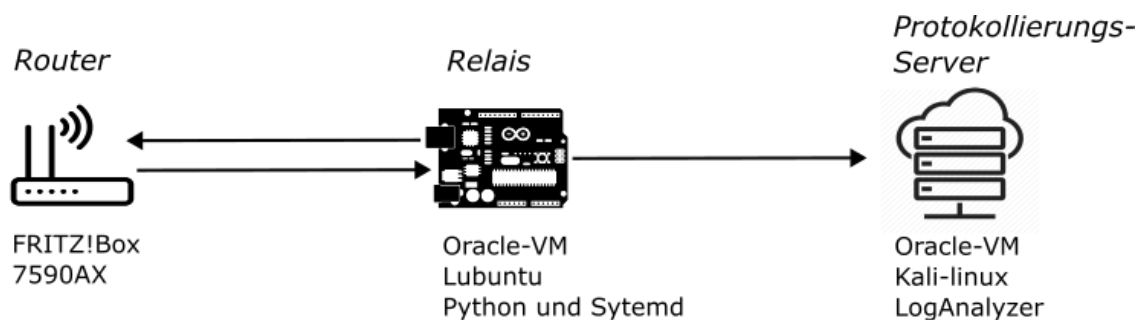 Router
Relais
Protokollierungs-
Server
FRITZ!Box
7590AX
Oracle-VM
Lubuntu
Python und Sytemd
Oracle-VM
Kali-linux
LogAnalyzer